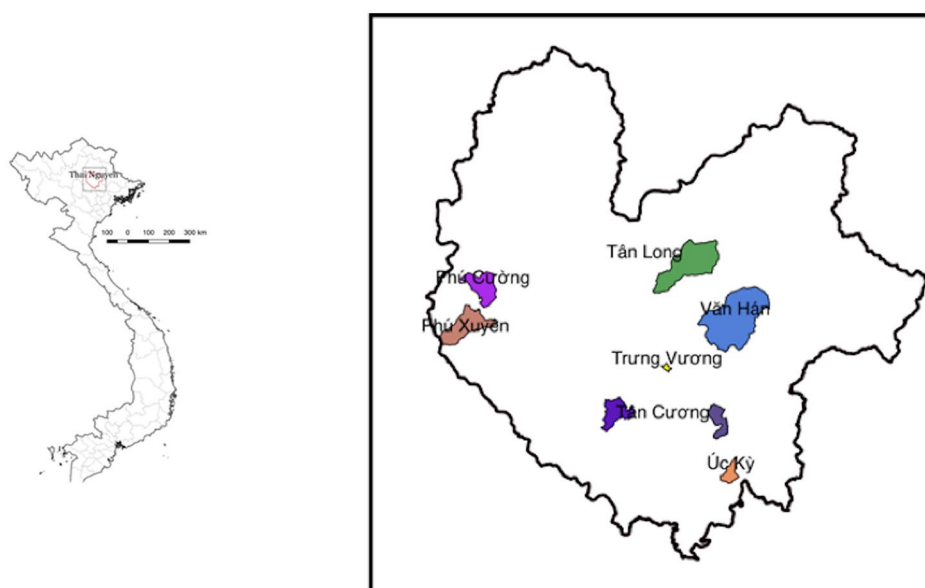 Thai Nguyen
100 0 100 200 300 km
Tân Long
Phú Cường
Văn Hán
Phú Xuyên
Trưng Vương
Tân Cương
Úc Kỳ